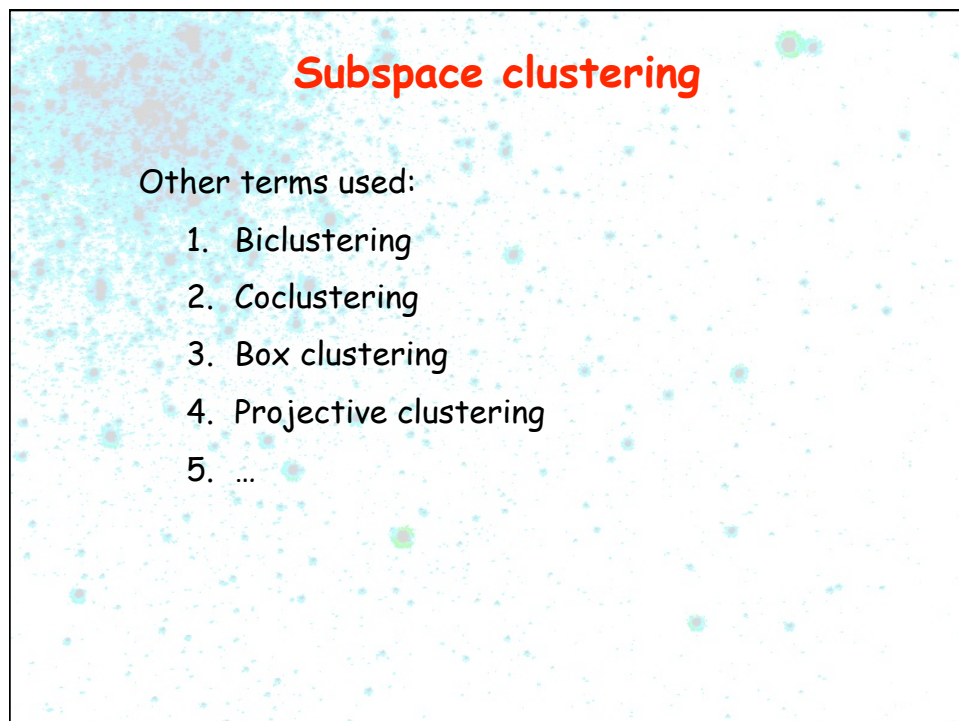 Subspace clustering
Other terms used:
1. Biclustering
2. Coclustering
3. Box clustering
4. Projective clustering
5. …